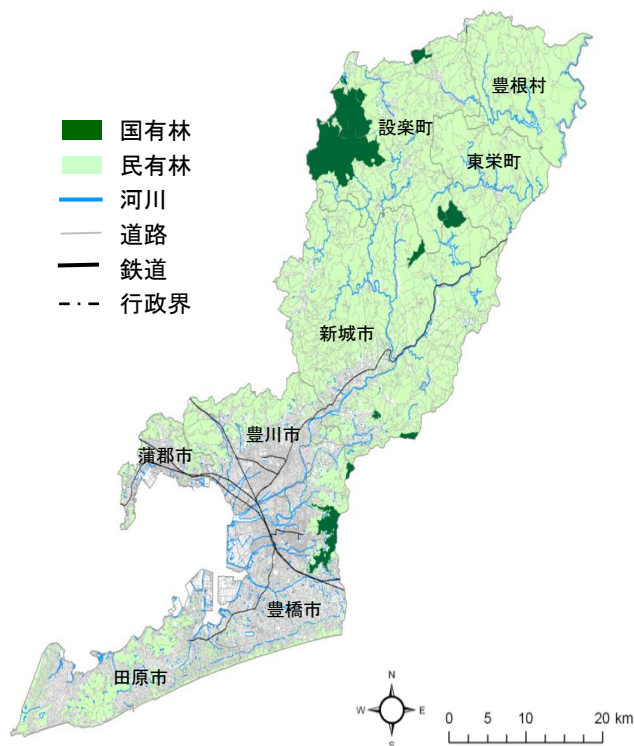 国有林
民有林
河川
道路
鉄道
行政界
豊根村
設楽町
東栄町
新城市
豊川市
蒲郡市
豊橋市
田原市
N
W E
S
0 5 10 20 km